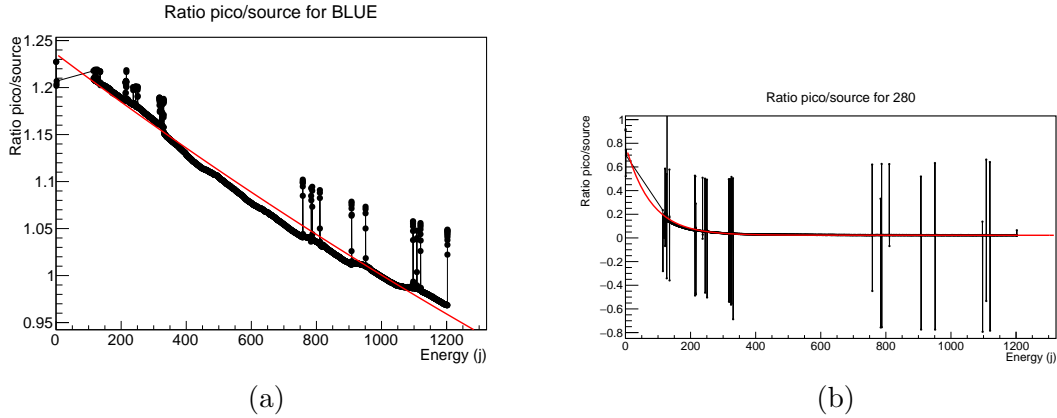 Ratio pico/source for BLUE
Ratio pico/source
1.25
1.2
1.15
1.1
1.05
1
0.95
0 200 400 600 800 1000 1200
Energy (j)
(a)
Ratio pico/source for 280
Ratio pico/source
1
0.8
0.6
0.4
0.2
0
−0.2
−0.4
−0.6
−0.8
0 200 400 600 800 1000 1200
Energy (j)
(b)